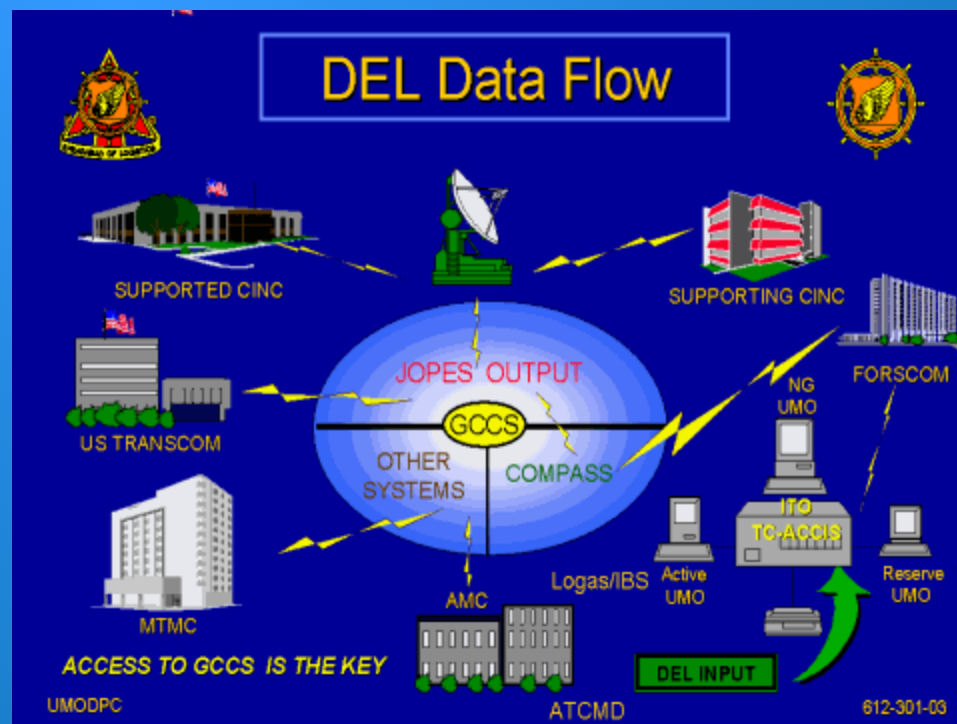 DEL Data Flow
SUPPORTED CINC
SUPPORTING CINC
JOPES OUTPUT
FORSCOM
NG
UMO
US TRANSCOM
GCCS
OTHER
SYSTEMS
COMPASS
ITO
TC-ACCIS
Logas/IBS
Active
UMO
Reserve
UMO
MTMC
AMC
ACCESS TO GCCS IS THE KEY
DEL INPUT
UMODPC
ATCMD
612-301-03